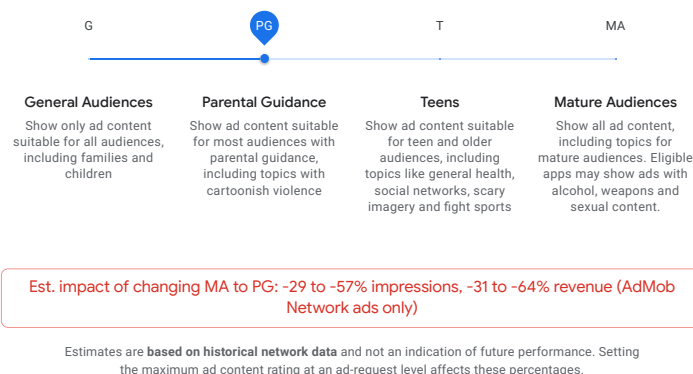 G
PG
T
MA
General Audiences
Show only ad content
suitable for all audiences,
including families and
children
Parental Guidance
Show ad content suitable
for most audiences with
parental guidance,
including topics with
cartoonish violence
Teens
Show ad content suitable
for teen and older
audiences, including
topics like general health,
social networks, scary
imagery and fight sports
Mature Audiences
Show all ad content,
including topics for
mature audiences. Eligible
apps may show ads with
alcohol, weapons and
sexual content.
Est. impact of changing MA to PG: -29 to -57% impressions, -31 to -64% revenue (AdMob
Network ads only)
Estimates are based on historical network data and not an indication of future performance. Setting
the maximum ad content rating at an ad-request level affects these percentages.